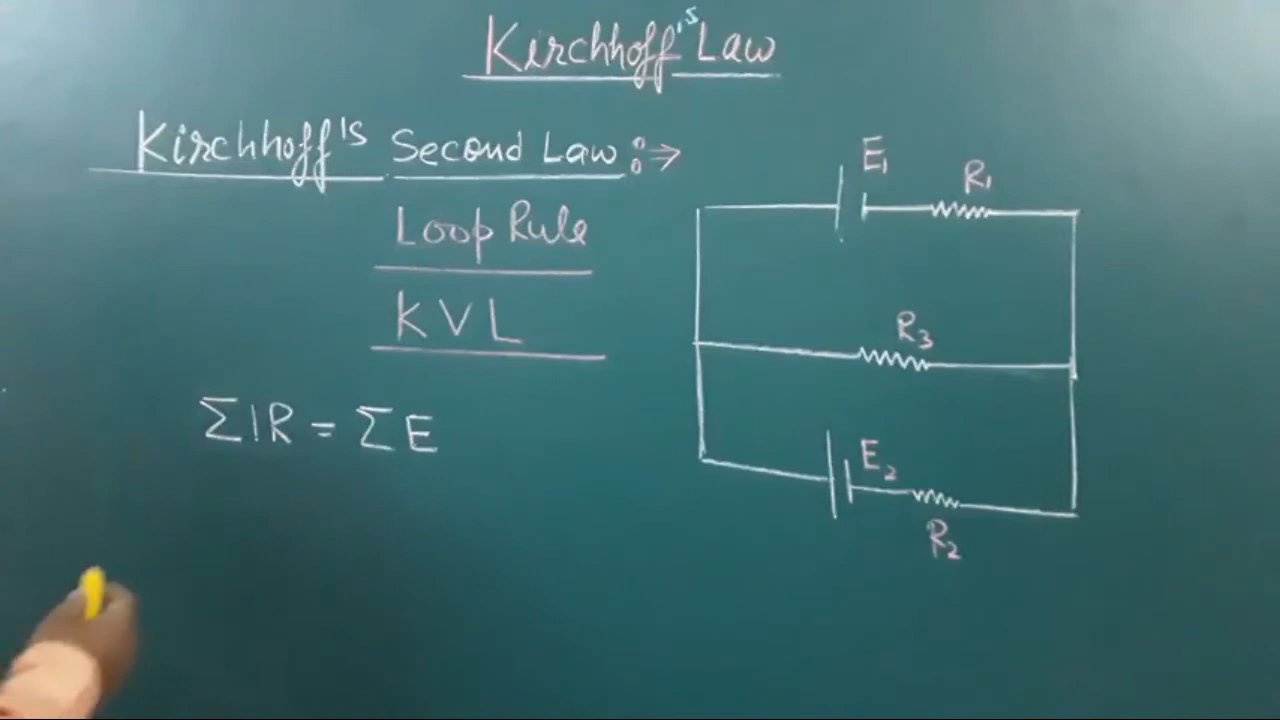 Kirchhoff's Law
Kirchhoff's Second Law :→
Loop Rule
KVL
ΣIR = ΣE
E₁
R₁
R₃
E₂
R₂